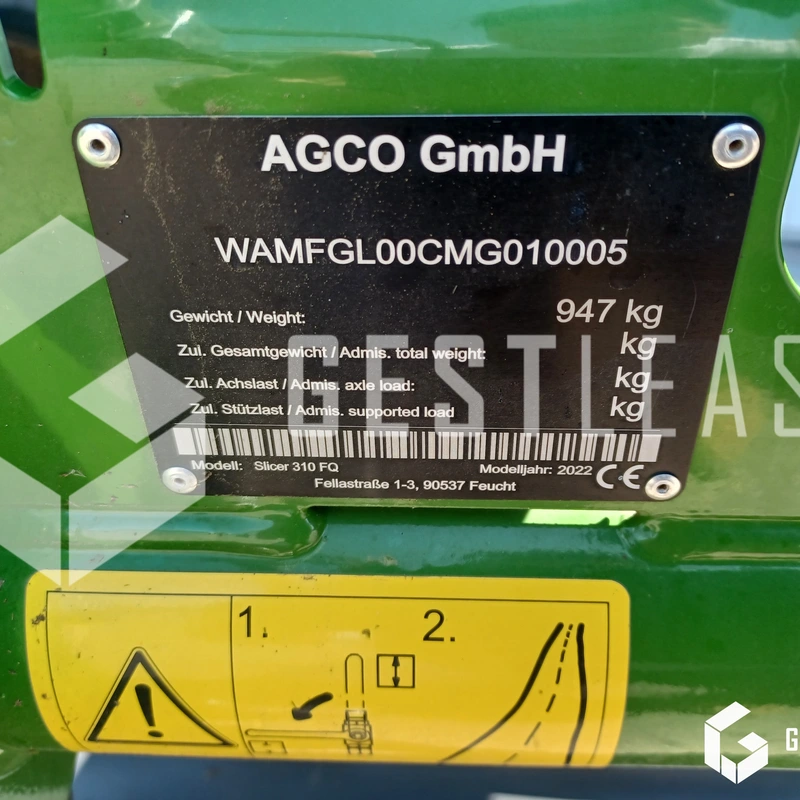 AGCO GmbH
WAMFGL00CMG010005
Gewicht / Weight: 947 kg
Zul. Gesamtgewicht / Admis. total weight: kg
Zul. Achslast / Admis. axle load: kg
Zul. Stützlast / Admis. supported load kg
Modell: Slicer 310 FQ Modelljahr: 2022 CE
Fellastraße 1-3, 90537 Feucht
GESTLEAS
1. 2.
G